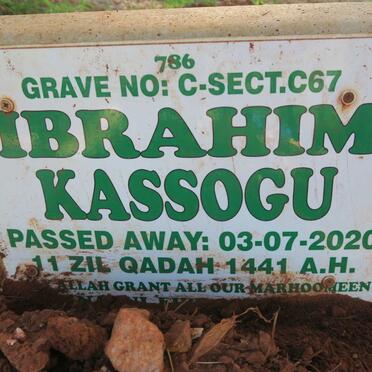 786
GRAVE NO: C-SECT.C67
IBRAHIM
KASSOGU
PASSED AWAY: 03-07-2020
11 ZIL QADAH 1441 A.H.
ALLAH GRANT ALL OUR MARHOOMEEN